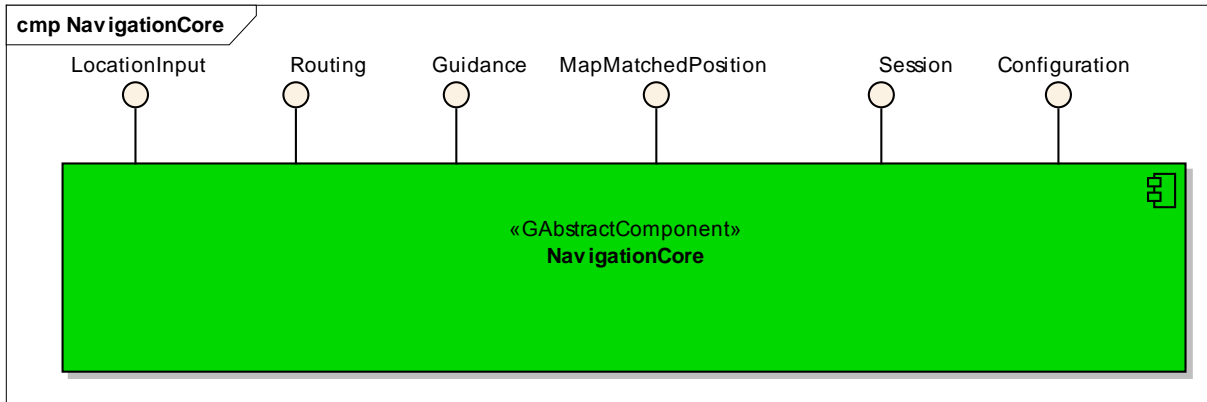 cmp NavigationCore
LocationInput Routing Guidance MapMatchedPosition Session Configuration
«GAbstractComponent»
NavigationCore